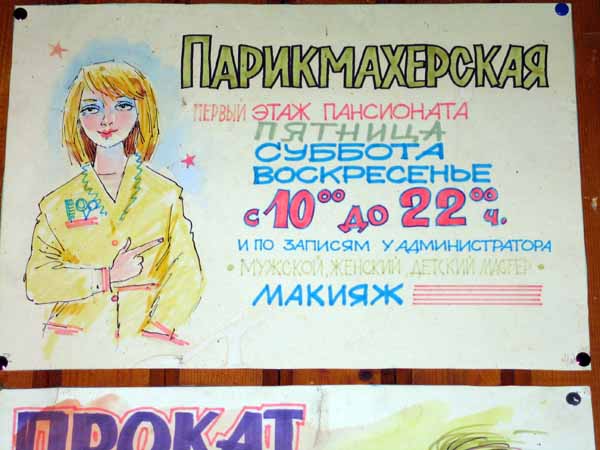 ПАРИКМАХЕРСКАЯ
ПЕРВЫЙ ЭТАЖ ПАНСИОНАТА
ПЯТНИЦА
СУББОТА
ВОСКРЕСЕНЬЕ
с 10⁰⁰ до 22⁰⁰ ч.
И ПО ЗАПИСЯМ У АДМИНИСТРАТОРА
• МУЖСКОЙ, ЖЕНСКИЙ, ДЕТСКИЙ МАСТЕР •
МАКИЯЖ
ПРОКАТ